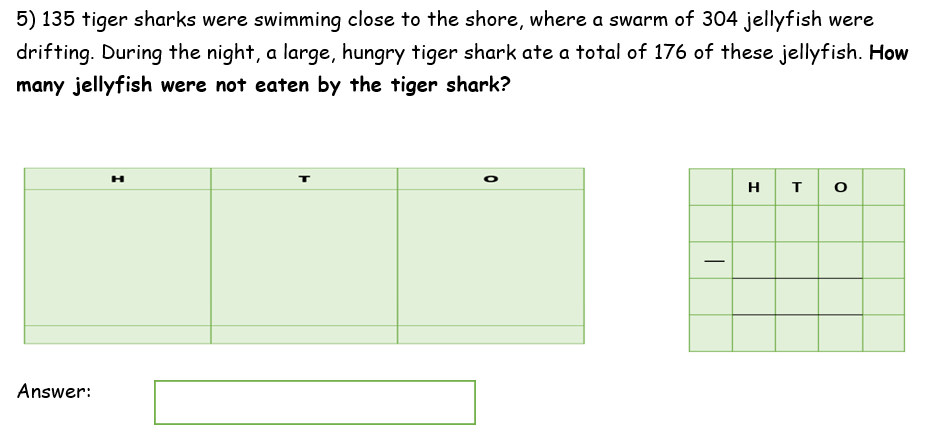 5) 135 tiger sharks were swimming close to the shore, where a swarm of 304 jellyfish were
drifting. During the night, a large, hungry tiger shark ate a total of 176 of these jellyfish. How
many jellyfish were not eaten by the tiger shark?
H T O
H T O
—
Answer: